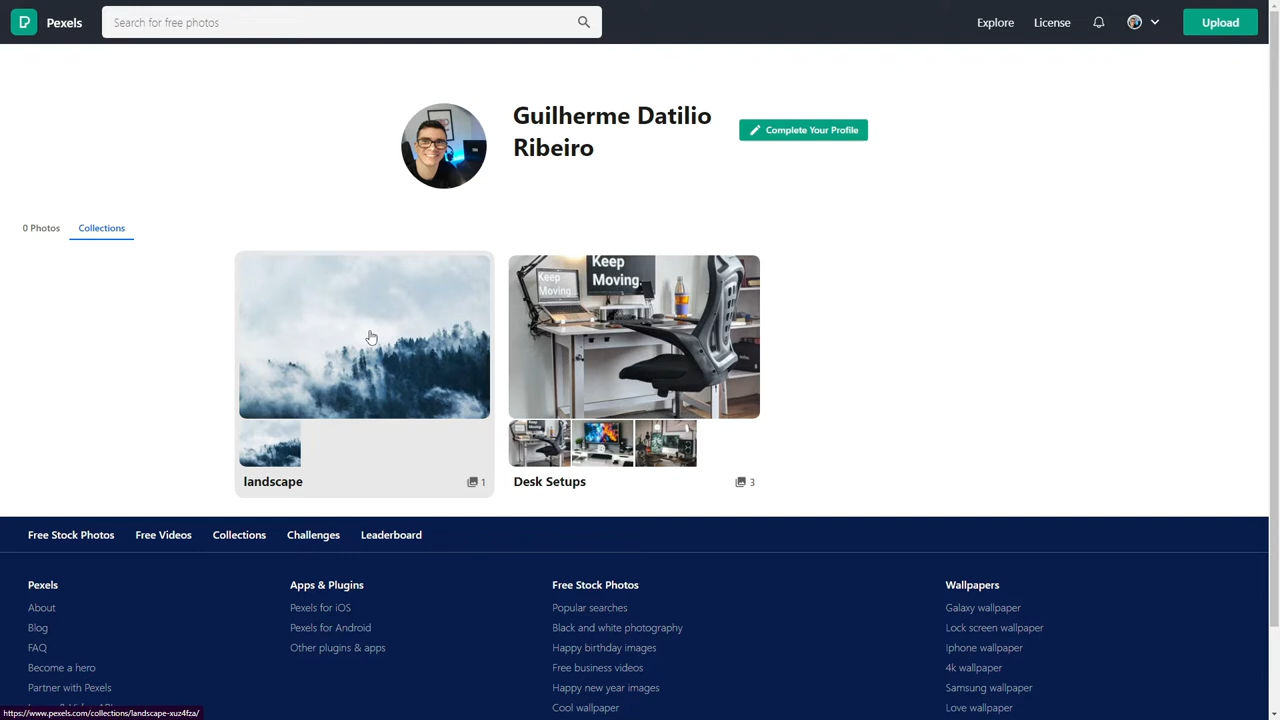 Pexels
Search for free photos
Explore
License
Upload
Guilherme Datilio
Ribeiro
Complete Your Profile
0 Photos
Collections
Keep
Moving.
Keep
Moving.
landscape
1
Desk Setups
3
Free Stock Photos
Free Videos
Collections
Challenges
Leaderboard
Pexels
About
Blog
FAQ
Become a hero
Partner with Pexels
Apps & Plugins
Pexels for iOS
Pexels for Android
Other plugins & apps
Free Stock Photos
Popular searches
Black and white photography
Happy birthday images
Free business videos
Happy new year images
Cool wallpaper
Wallpapers
Galaxy wallpaper
Lock screen wallpaper
Iphone wallpaper
4k wallpaper
Samsung wallpaper
Love wallpaper
https://www.pexels.com/collections/landscape-xuz4fza/